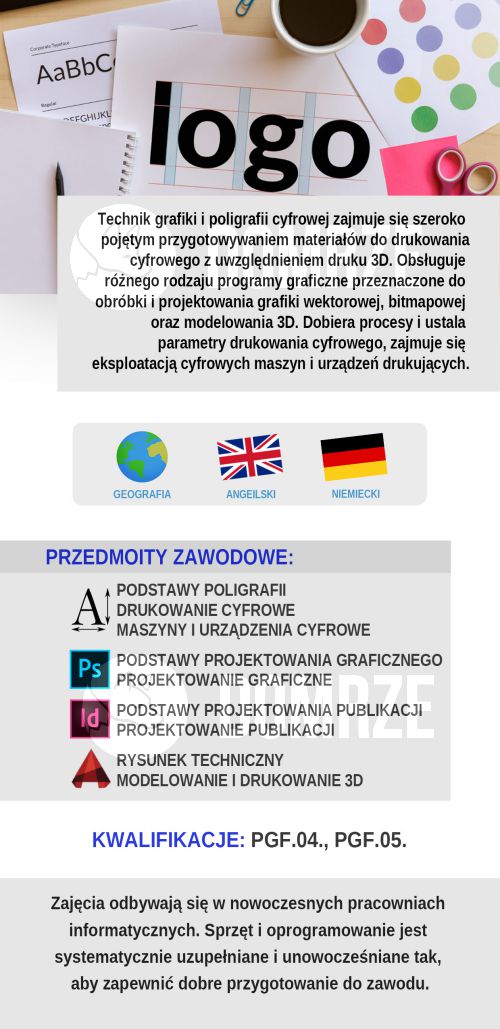 Corporate Typeface
AaBbC
Regular
logo
Technik grafiki i poligrafii cyfrowej zajmuje się szeroko
pojętym przygotowywaniem materiałów do drukowania
cyfrowego z uwzględnieniem druku 3D. Obsługuje
różnego rodzaju programy graficzne przeznaczone do
obróbki i projektowania grafiki wektorowej, bitmapowej
oraz modelowania 3D. Dobiera procesy i ustala
parametry drukowania cyfrowego, zajmuje się
eksploatacją cyfrowych maszyn i urządzeń drukujących.
GEOGRAFIA ANGEILSKI NIEMIECKI
PRZEDMOITY ZAWODOWE:
A
PODSTAWY POLIGRAFII
DRUKOWANIE CYFROWE
MASZYNY I URZĄDZENIA CYFROWE
Ps
PODSTAWY PROJEKTOWANIA GRAFICZNEGO
PROJEKTOWANIE GRAFICZNE
Id
PODSTAWY PROJEKTOWANIA PUBLIKACJI
PROJEKTOWANIE PUBLIKACJI
RYSUNEK TECHNICZNY
MODELOWANIE I DRUKOWANIE 3D
KWALIFIKACJE: PGF.04., PGF.05.
Zajęcia odbywają się w nowoczesnych pracowniach
informatycznych. Sprzęt i oprogramowanie jest
systematycznie uzupełniane i unowocześniane tak,
aby zapewnić dobre przygotowanie do zawodu.